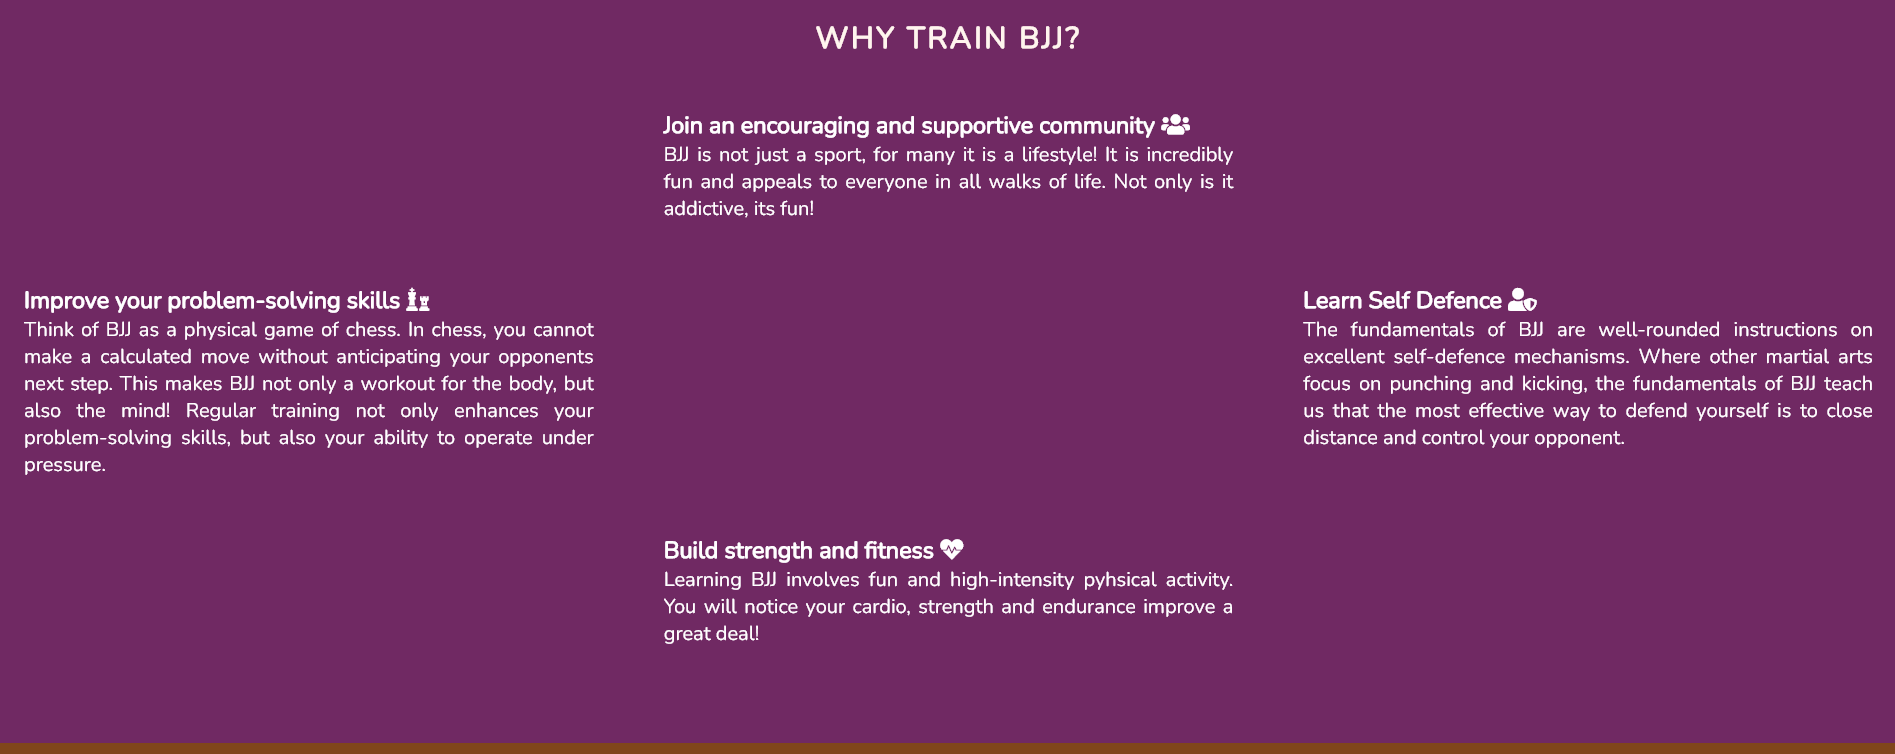 WHY TRAIN BJJ?
Join an encouraging and supportive community
BJJ is not just a sport, for many it is a lifestyle! It is incredibly
fun and appeals to everyone in all walks of life. Not only is it
addictive, its fun!
Improve your problem-solving skills
Think of BJJ as a physical game of chess. In chess, you cannot
make a calculated move without anticipating your opponents
next step. This makes BJJ not only a workout for the body, but
also the mind! Regular training not only enhances your
problem-solving skills, but also your ability to operate under
pressure.
Learn Self Defence
The fundamentals of BJJ are well-rounded instructions on
excellent self-defence mechanisms. Where other martial arts
focus on punching and kicking, the fundamentals of BJJ teach
us that the most effective way to defend yourself is to close
distance and control your opponent.
Build strength and fitness
Learning BJJ involves fun and high-intensity pyhsical activity.
You will notice your cardio, strength and endurance improve a
great deal!